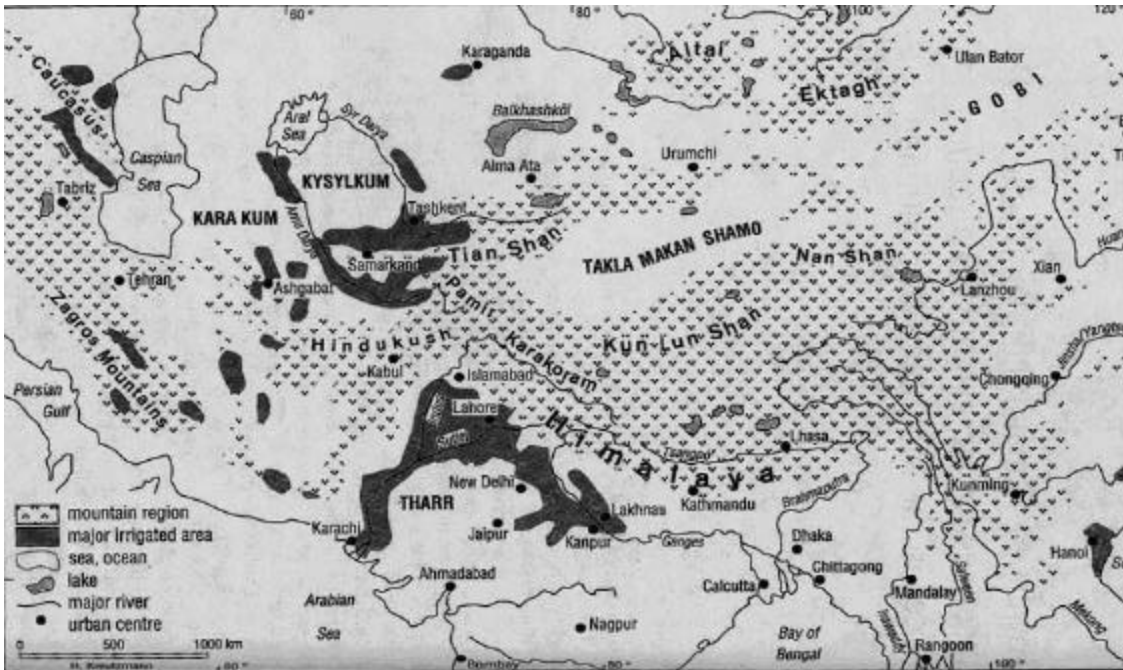 60
80
100
120
Altai
Karaganda
Ulan Bator
Caucasus
Ektagh
GOBI
Aral
Sea
Syr Darya
Balkhashköl
Caspian
Sea
Alma Ata
Urumchi
Tabriz
KYSYLKUM
KARA KUM
Amu Darya
Tashkent
Tian Shan
TAKLA MAKAN SHAMO
Nan Shan
Samarkand
Xian
Tehran
Ashgabat
Lanzhou
Pamir
Zagros Mountains
Hindukush
Karakoram
Kun Lun Shan
Kabul
Islamabad
Chongqing
Persian
Gulf
Lahore
Himalaya
Lhasa
Tsangpo
New Delhi
THARR
Kathmandu
Brahmaputra
Kunming
mountain region
major irrigated area
sea, ocean
lake
major river
urban centre
0 500 1000 km
Karachi
Jaipur
Lakhnas
Kanpur
Ganges
Dhaka
Hanoi
Ahmadabad
Calcutta
Chittagong
Mandalay
Salween
Mekong
Arabian
Sea
Nagpur
Bay of
Bengal
Irrawady
Rangoon
Bombay
80
100